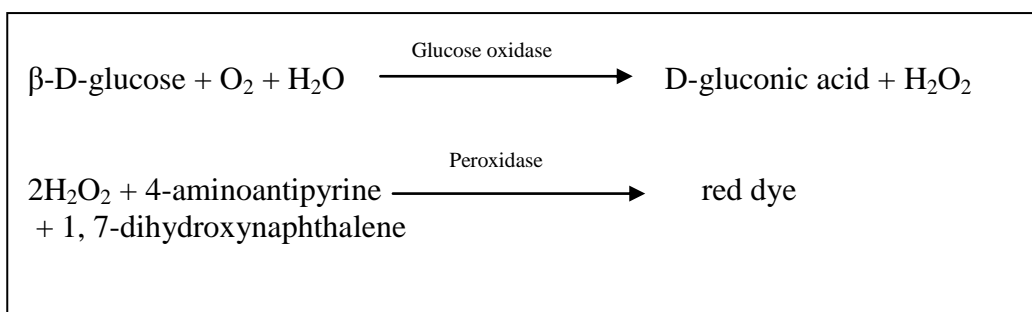 Glucose oxidase
β-D-glucose + O₂ + H₂O D-gluconic acid + H₂O₂
Peroxidase
2H₂O₂ + 4-aminoantipyrine red dye
+ 1, 7-dihydroxynaphthalene